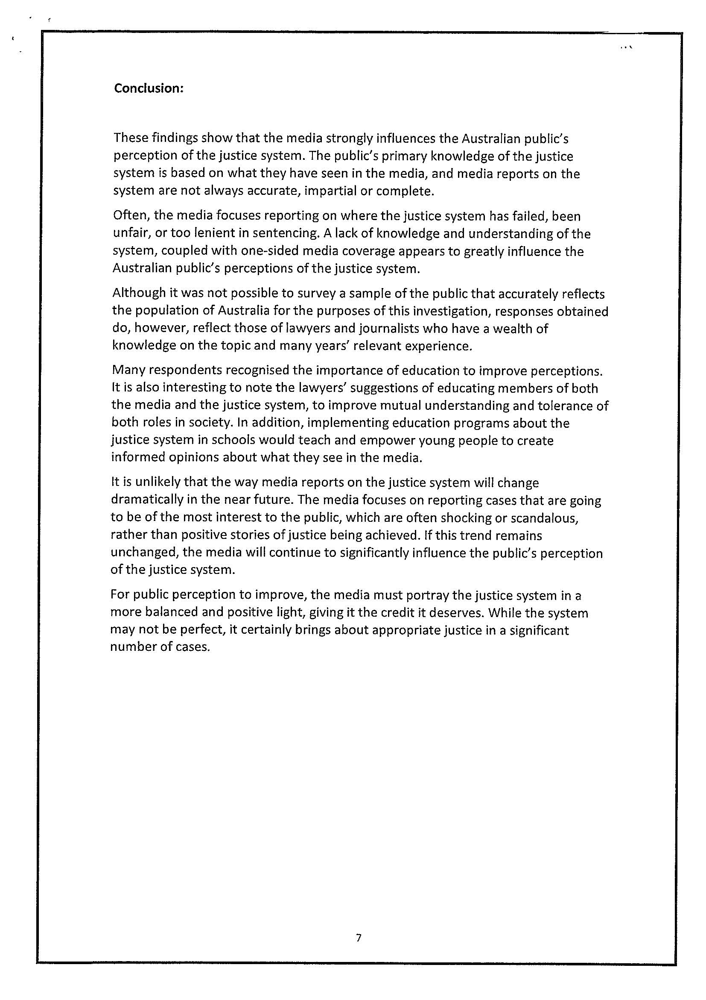 Conclusion:
These findings show that the media strongly influences the Australian public's
perception of the justice system. The public's primary knowledge of the justice
system is based on what they have seen in the media, and media reports on the
system are not always accurate, impartial or complete.
Often, the media focuses reporting on where the justice system has failed, been
unfair, or too lenient in sentencing. A lack of knowledge and understanding of the
system, coupled with one-sided media coverage appears to greatly influence the
Australian public's perceptions of the justice system.
Although it was not possible to survey a sample of the public that accurately reflects
the population of Australia for the purposes of this investigation, responses obtained
do, however, reflect those of lawyers and journalists who have a wealth of
knowledge on the topic and many years' relevant experience.
Many respondents recognised the importance of education to improve perceptions.
It is also interesting to note the lawyers' suggestions of educating members of both
the media and the justice system, to improve mutual understanding and tolerance of
both roles in society. In addition, implementing education programs about the
justice system in schools would teach and empower young people to create
informed opinions about what they see in the media.
It is unlikely that the way media reports on the justice system will change
dramatically in the near future. The media focuses on reporting cases that are going
to be of the most interest to the public, which are often shocking or scandalous,
rather than positive stories of justice being achieved. If this trend remains
unchanged, the media will continue to significantly influence the public's perception
of the justice system.
For public perception to improve, the media must portray the justice system in a
more balanced and positive light, giving it the credit it deserves. While the system
may not be perfect, it certainly brings about appropriate justice in a significant
number of cases.
7